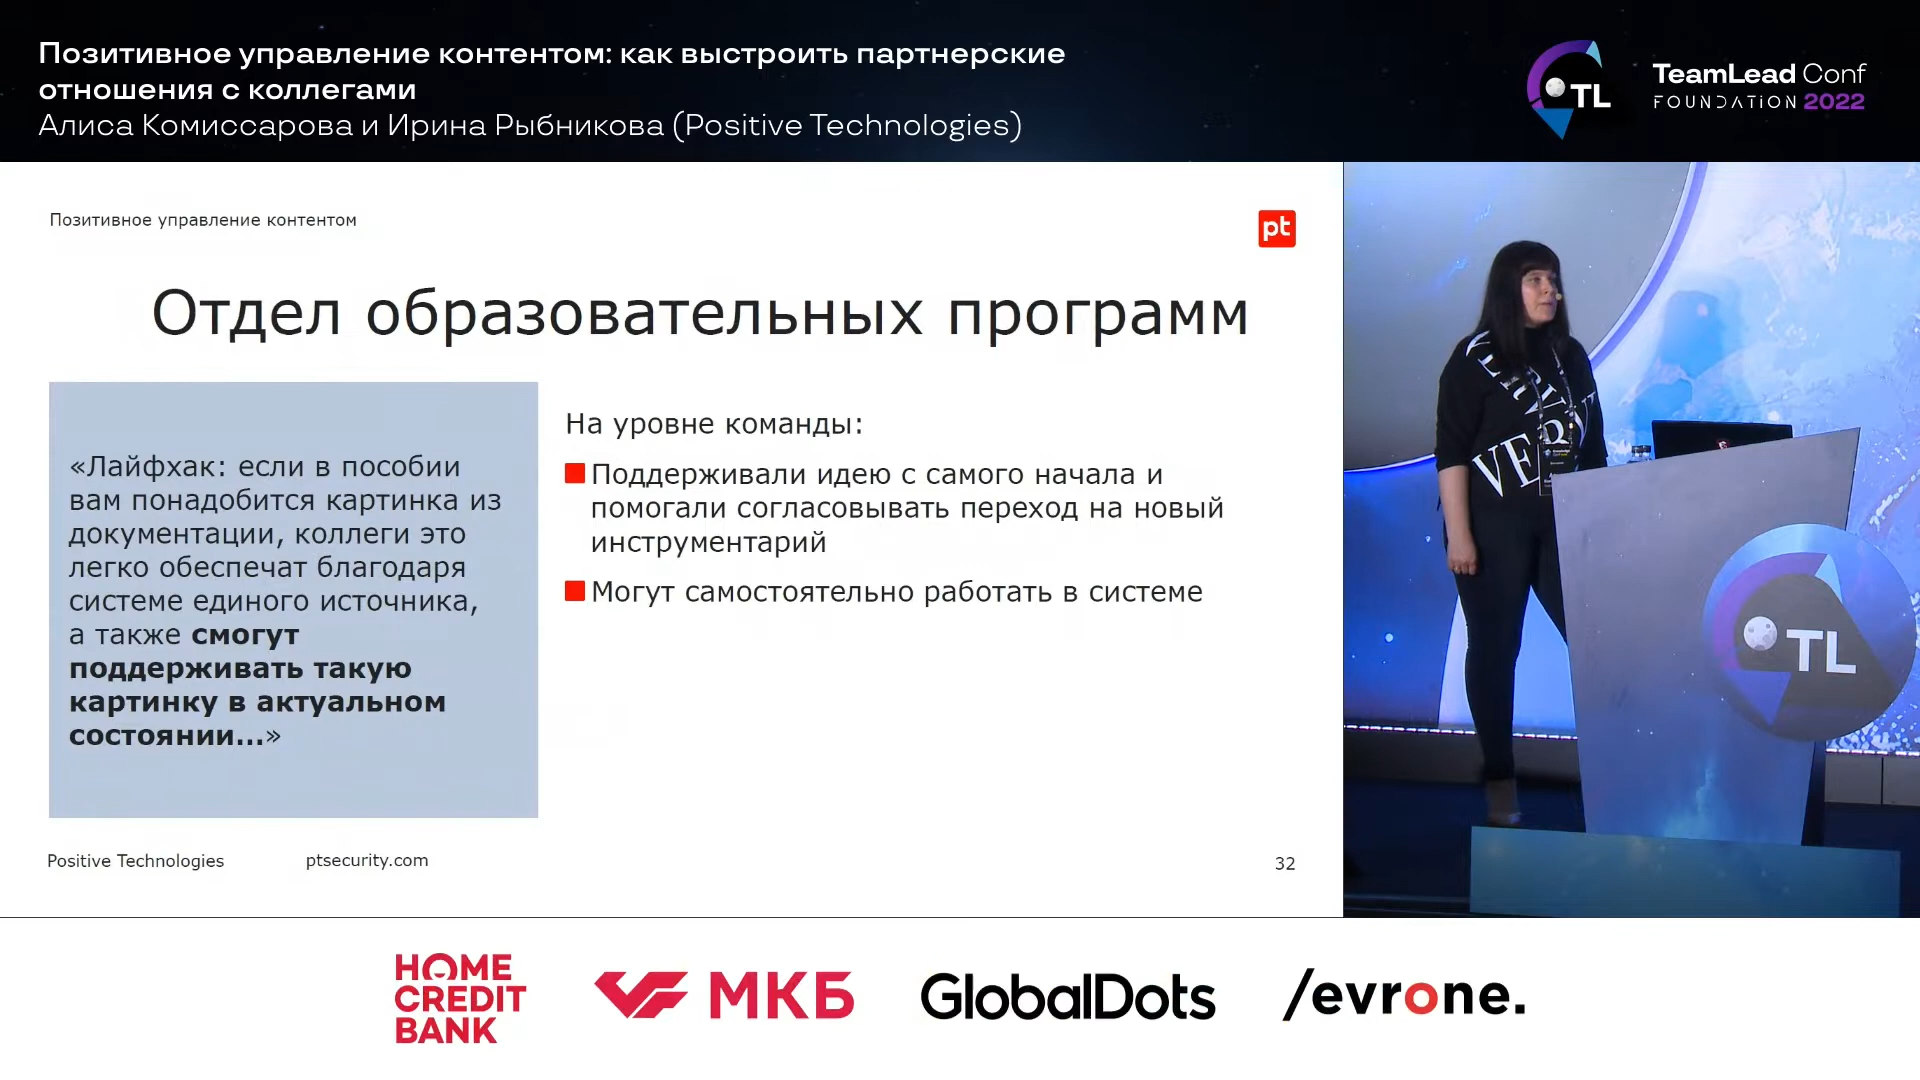 Позитивное управление контентом: как выстроить партнерские
отношения с коллегами
Алиса Комиссарова и Ирина Рыбникова (Positive Technologies)
TL
TeamLead Conf
FOUNDATION 2022
Позитивное управление контентом
pt
Отдел образовательных программ
«Лайфхак: если в пособии
вам понадобится картинка из
документации, коллеги это
легко обеспечат благодаря
системе единого источника,
а также смогут
поддерживать такую
картинку в актуальном
состоянии...»
На уровне команды:
Поддерживали идею с самого начала и
помогали согласовывать переход на новый
инструментарий
Могут самостоятельно работать в системе
Positive Technologies
ptsecurity.com
32
TL
HOME
CREDIT
BANK
МКБ
GlobalDots
/evrone.